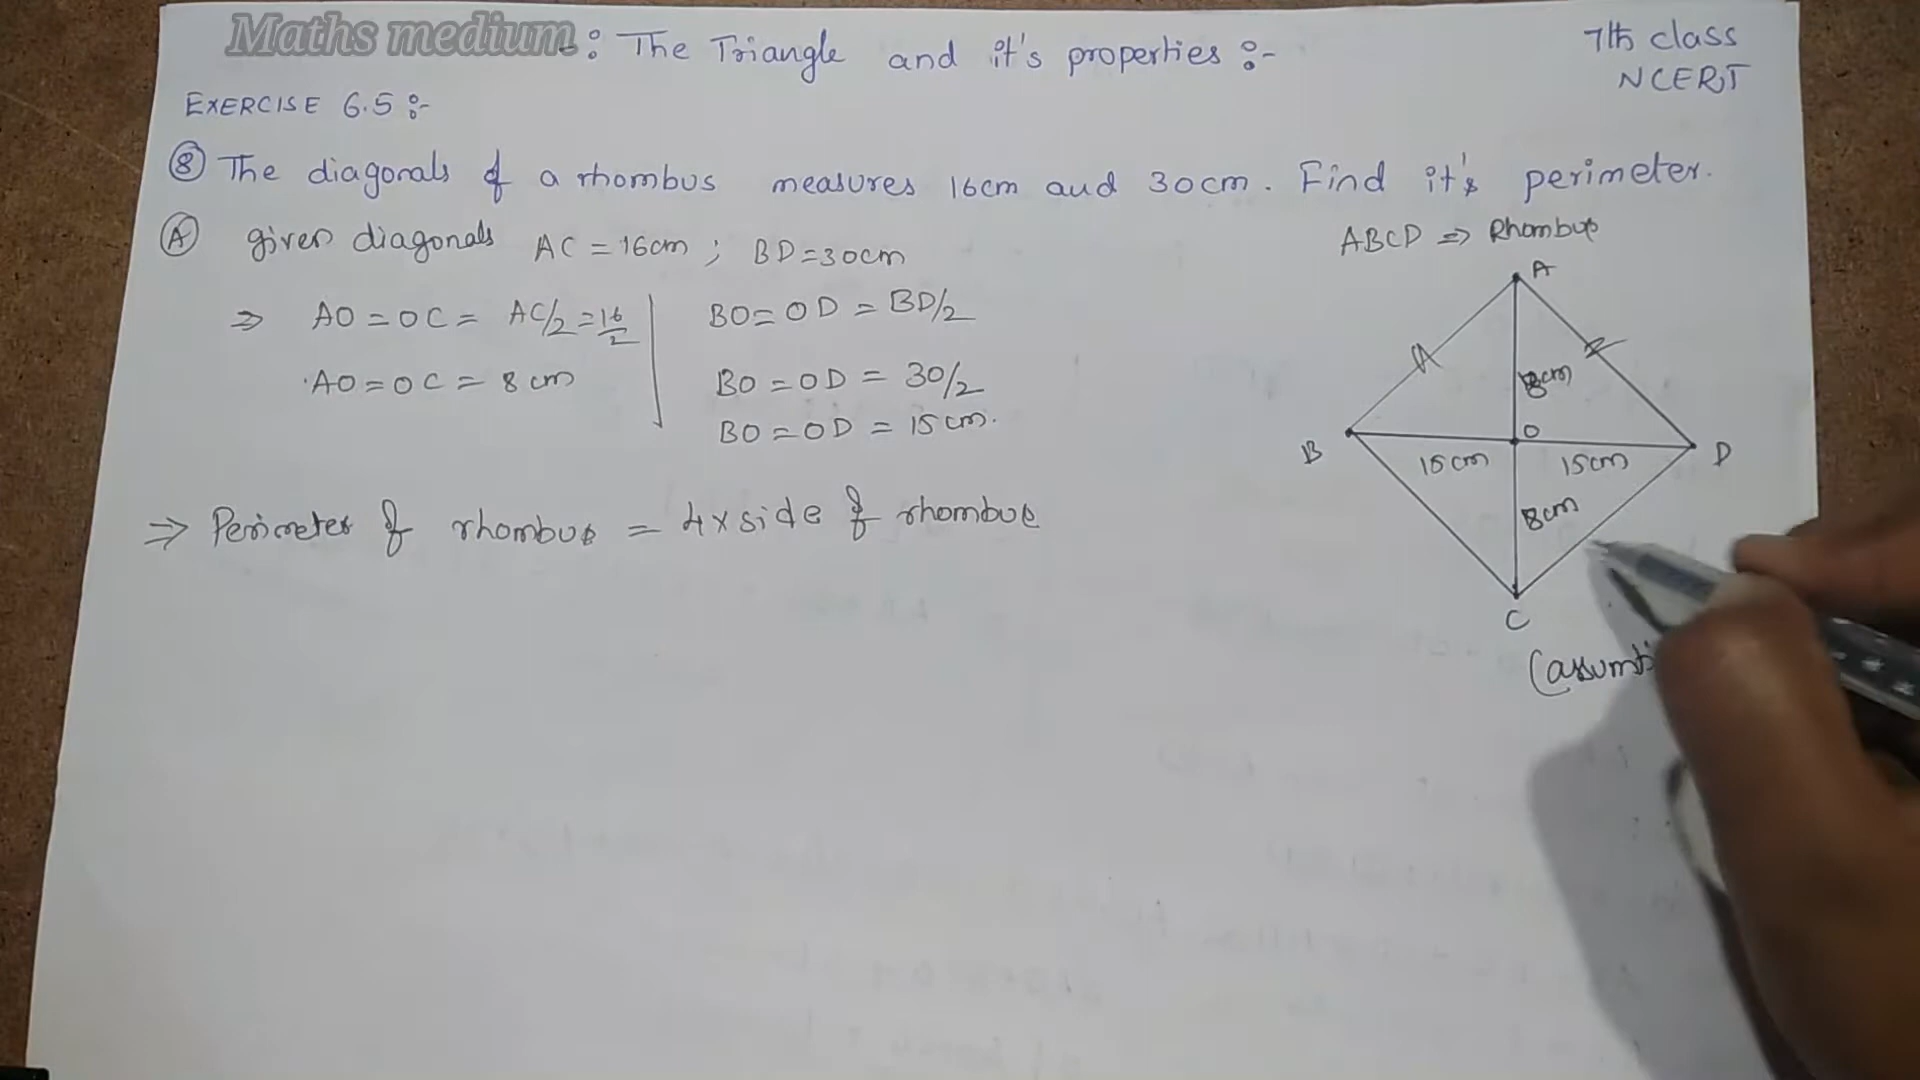 Maths medium
-: The Triangle and it's properties :-
7th class
NCERT
EXERCISE 6.5 :-
8 The diagonals of a rhombus measures 16cm and 30cm. Find it's perimeter.
A given diagonals AC = 16cm ; BD = 30cm
ABCD => Rhombus
=> AO = OC = AC/2 = 16/2
BO = OD = BD/2
AO = OC = 8 cm
BO = OD = 30/2
BO = OD = 15 cm.
=> Perimeter of rhombus = 4 x side of rhombus
A
8cm
B
O
D
15cm
15cm
8cm
C